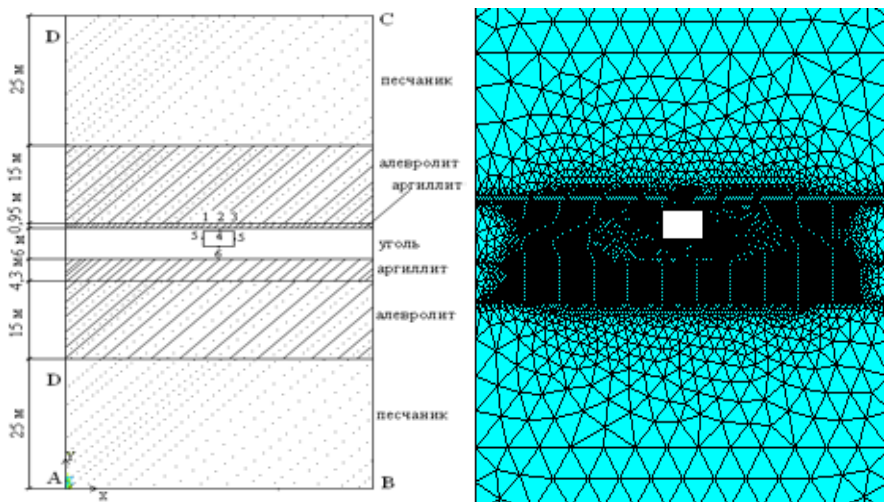 D
C
25 м
песчаник
15 м
алевролит
аргиллит
0,95 м
1 2 3
5 4 5
уголь
6 м
6
4,3 м
аргиллит
15 м
алевролит
D
25 м
песчаник
Y
A
X
B